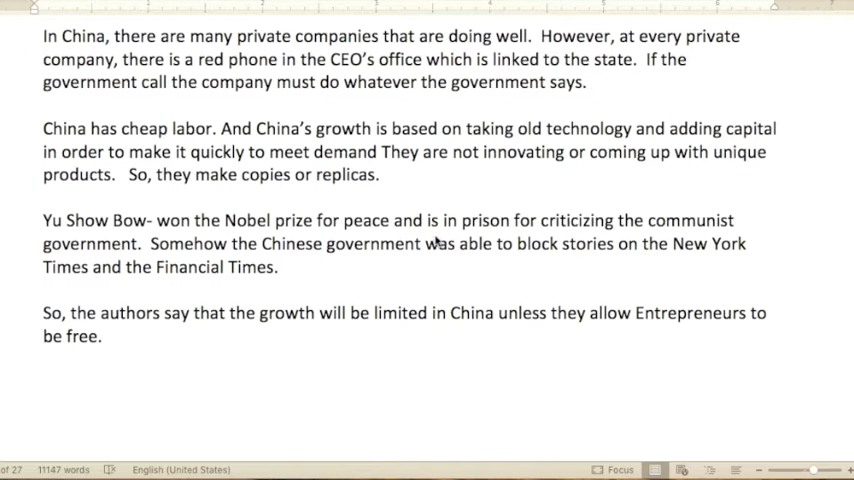 In China, there are many private companies that are doing well.  However, at every private
company, there is a red phone in the CEO's office which is linked to the state.  If the
government call the company must do whatever the government says.
China has cheap labor. And China's growth is based on taking old technology and adding capital
in order to make it quickly to meet demand They are not innovating or coming up with unique
products.   So, they make copies or replicas.
Yu Show Bow- won the Nobel prize for peace and is in prison for criticizing the communist
government.  Somehow the Chinese government was able to block stories on the New York
Times and the Financial Times.
So, the authors say that the growth will be limited in China unless they allow Entrepreneurs to
be free.
of 27 11147 words English (United States) Focus